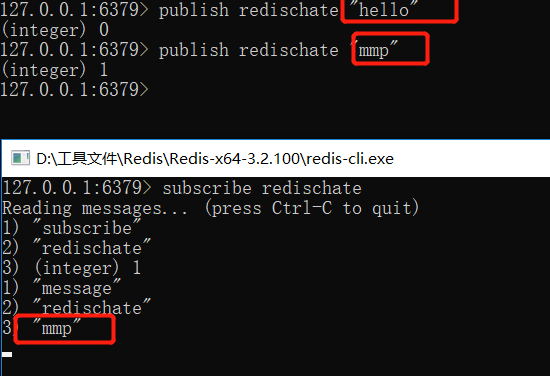 127.0.0.1:6379> publish redischate "hello"
(integer) 0
127.0.0.1:6379> publish redischate "mmp"
(integer) 1
127.0.0.1:6379>
D:\工具文件\Redis\Redis-x64-3.2.100\redis-cli.exe
127.0.0.1:6379> subscribe redischate
Reading messages... (press Ctrl-C to quit)
1) "subscribe"
2) "redischate"
3) (integer) 1
1) "message"
2) "redischate"
3) "mmp"